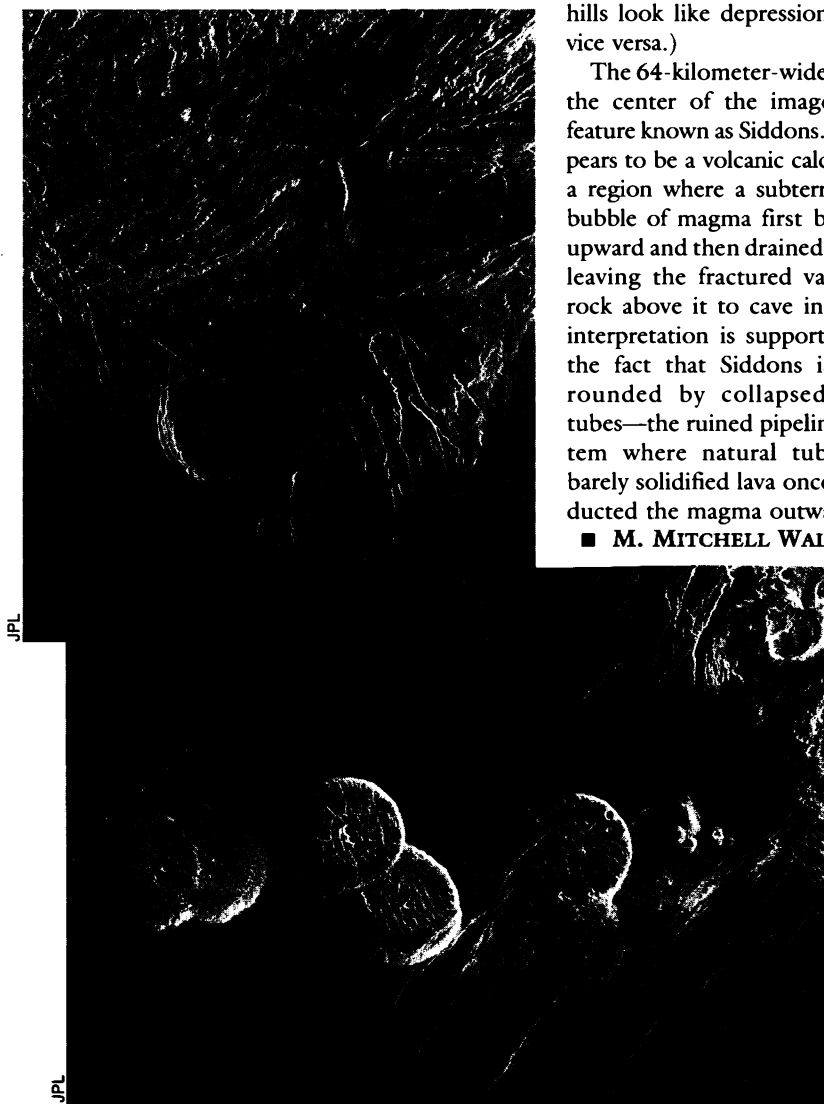 hills look like depression
vice versa.)
The 64-kilometer-wide
the center of the image
feature known as Siddons.
pears to be a volcanic calc
a region where a subterr
bubble of magma first b
upward and then drained
leaving the fractured va
rock above it to cave in
interpretation is support
the fact that Siddons i
rounded by collapsed
tubes—the ruined pipelin
tem where natural tub
barely solidified lava once
ducted the magma outwa
■ M. MITCHELL WAL
JPL
JPL